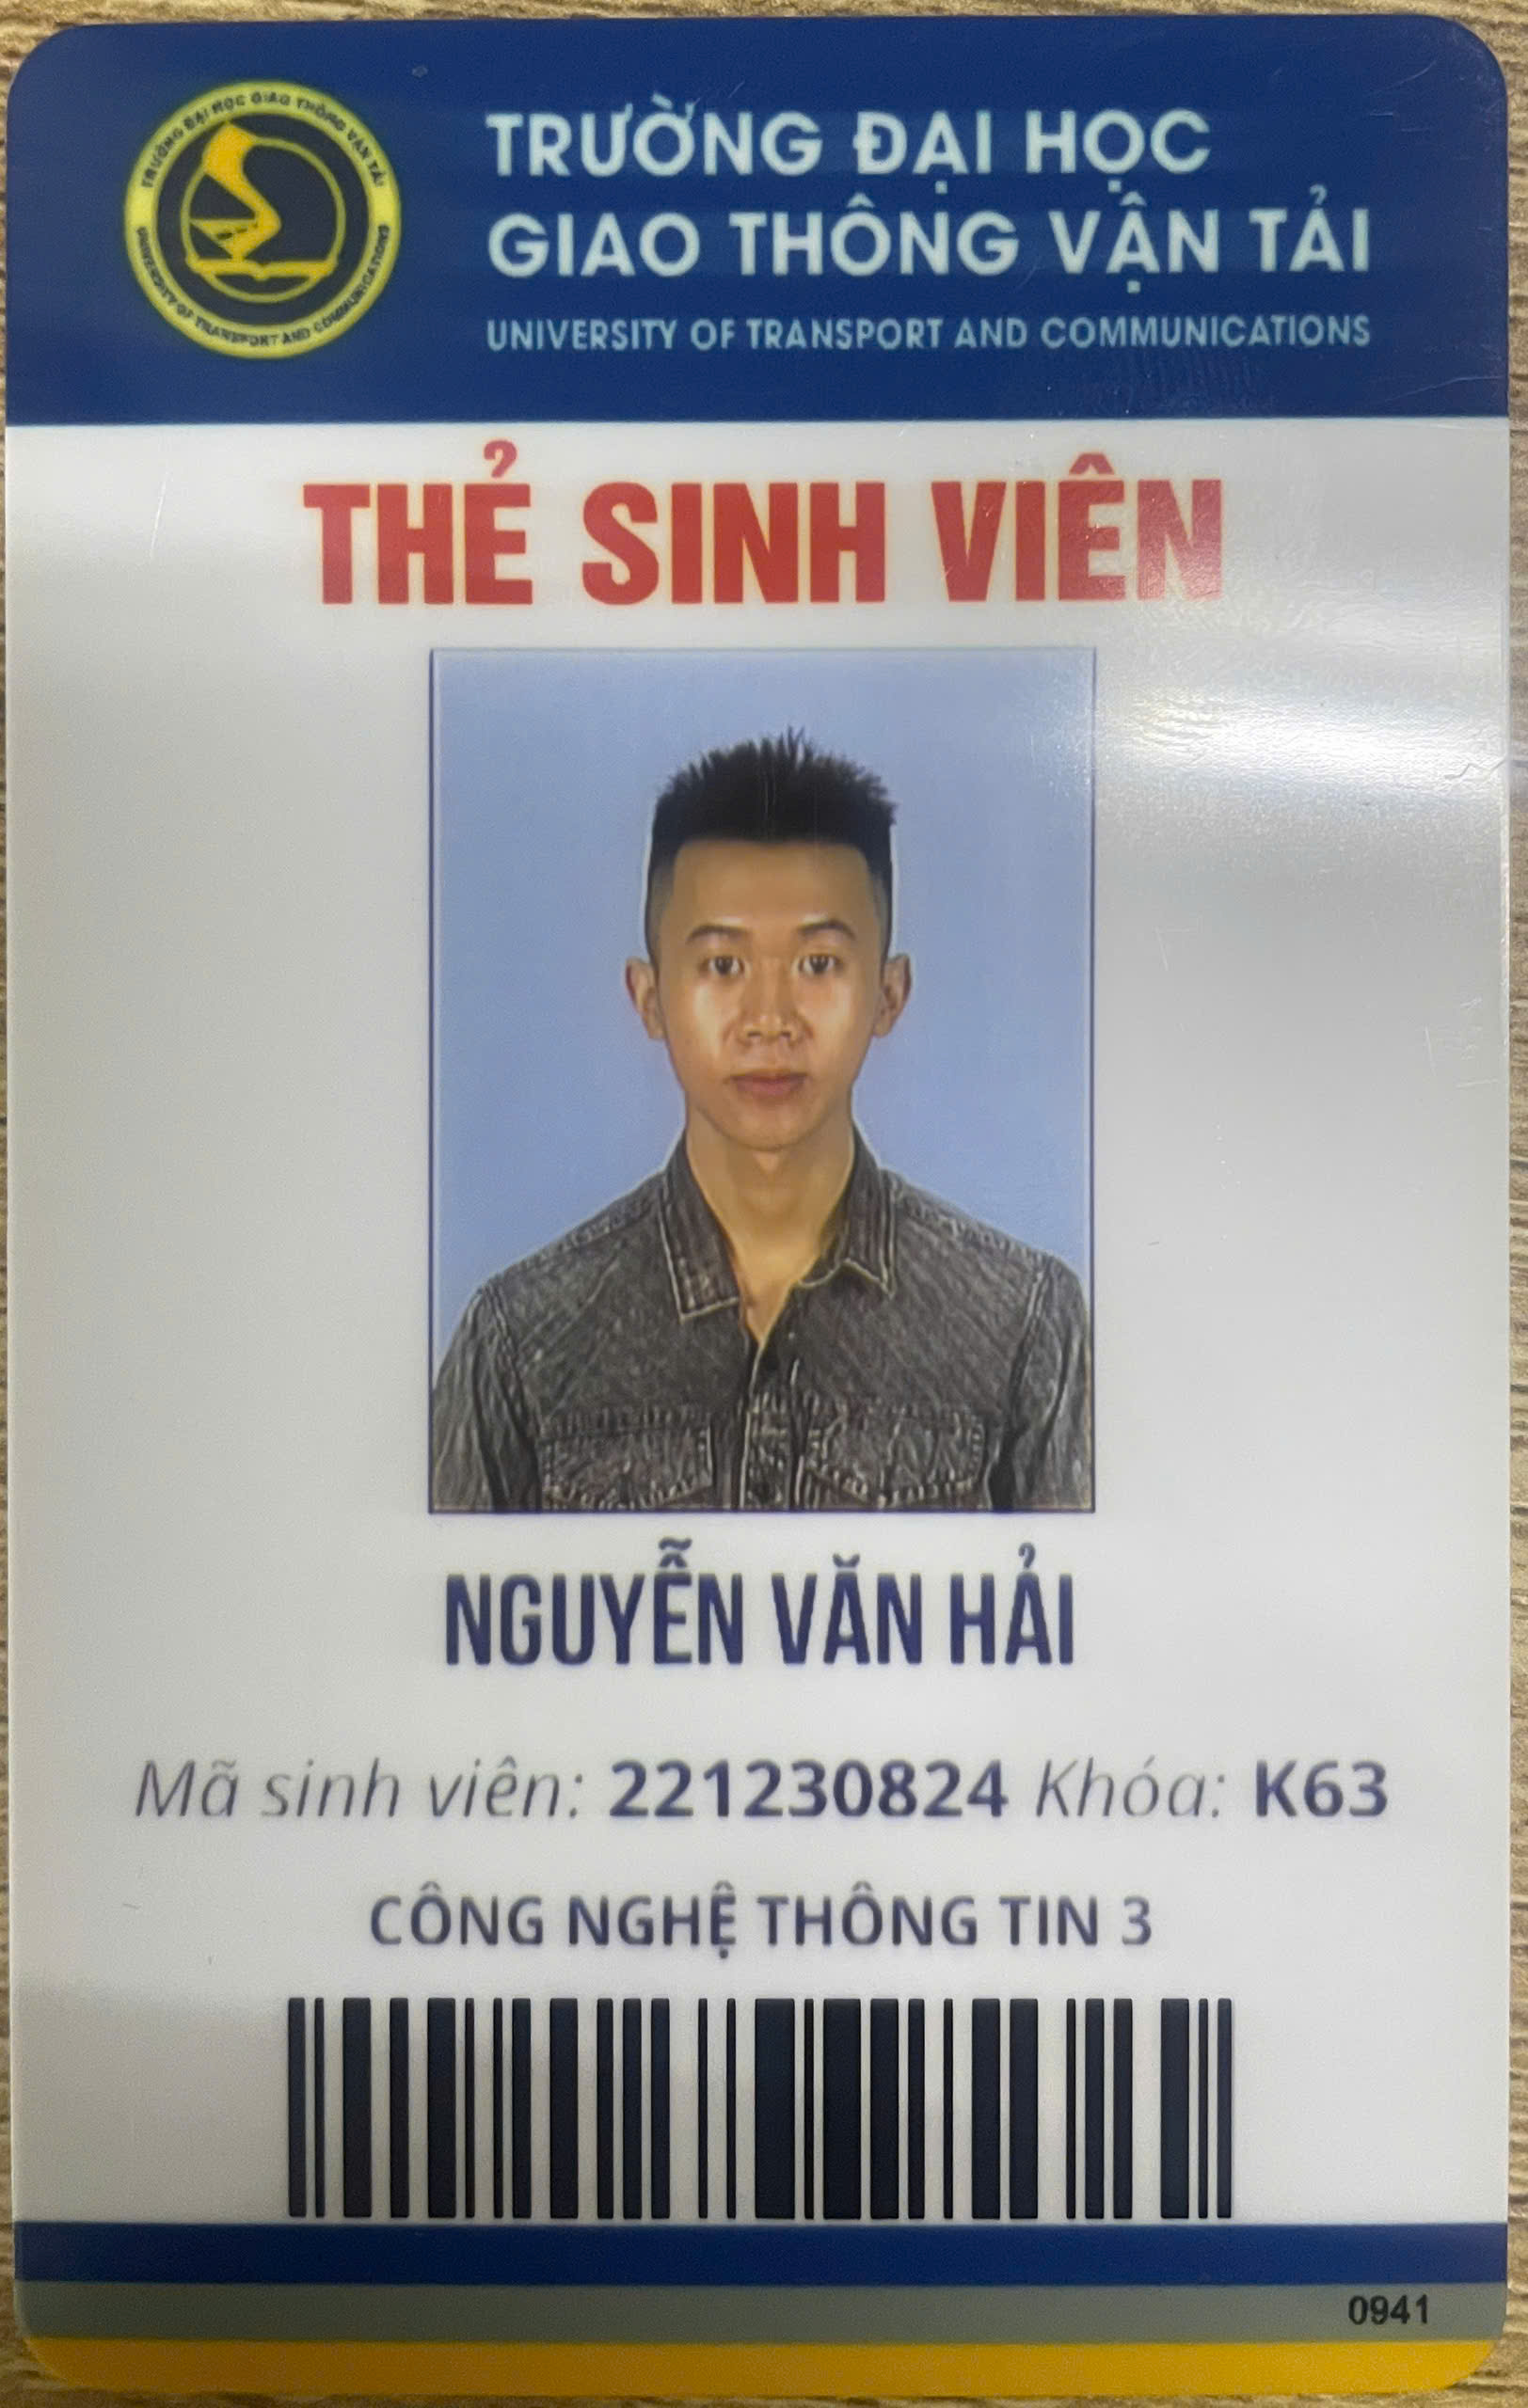 TRƯỜNG ĐẠI HỌC GIAO THÔNG VẬN TẢI
UNIVERSITY OF TRANSPORT AND COMMUNICATIONS
TRƯỜNG ĐẠI HỌC
GIAO THÔNG VẬN TẢI
UNIVERSITY OF TRANSPORT AND COMMUNICATIONS
THẺ SINH VIÊN
NGUYỄN VĂN HẢI
Mã sinh viên: 221230824 Khóa: K63
CÔNG NGHỆ THÔNG TIN 3
0941